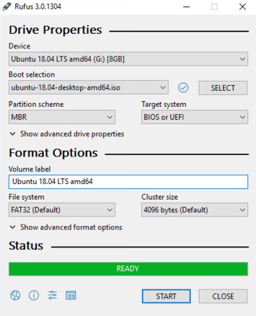 Rufus 3.0.1304
Drive Properties
Device
Ubuntu 18.04 LTS amd64 (G:) [8GB]
Boot selection
ubuntu-18.04-desktop-amd64.iso
SELECT
Partition scheme
Target system
MBR
BIOS or UEFI
Show advanced drive properties
Format Options
Volume label
Ubuntu 18.04 LTS amd64
File system
Cluster size
FAT32 (Default)
4096 bytes (Default)
Show advanced format options
Status
READY
START
CLOSE